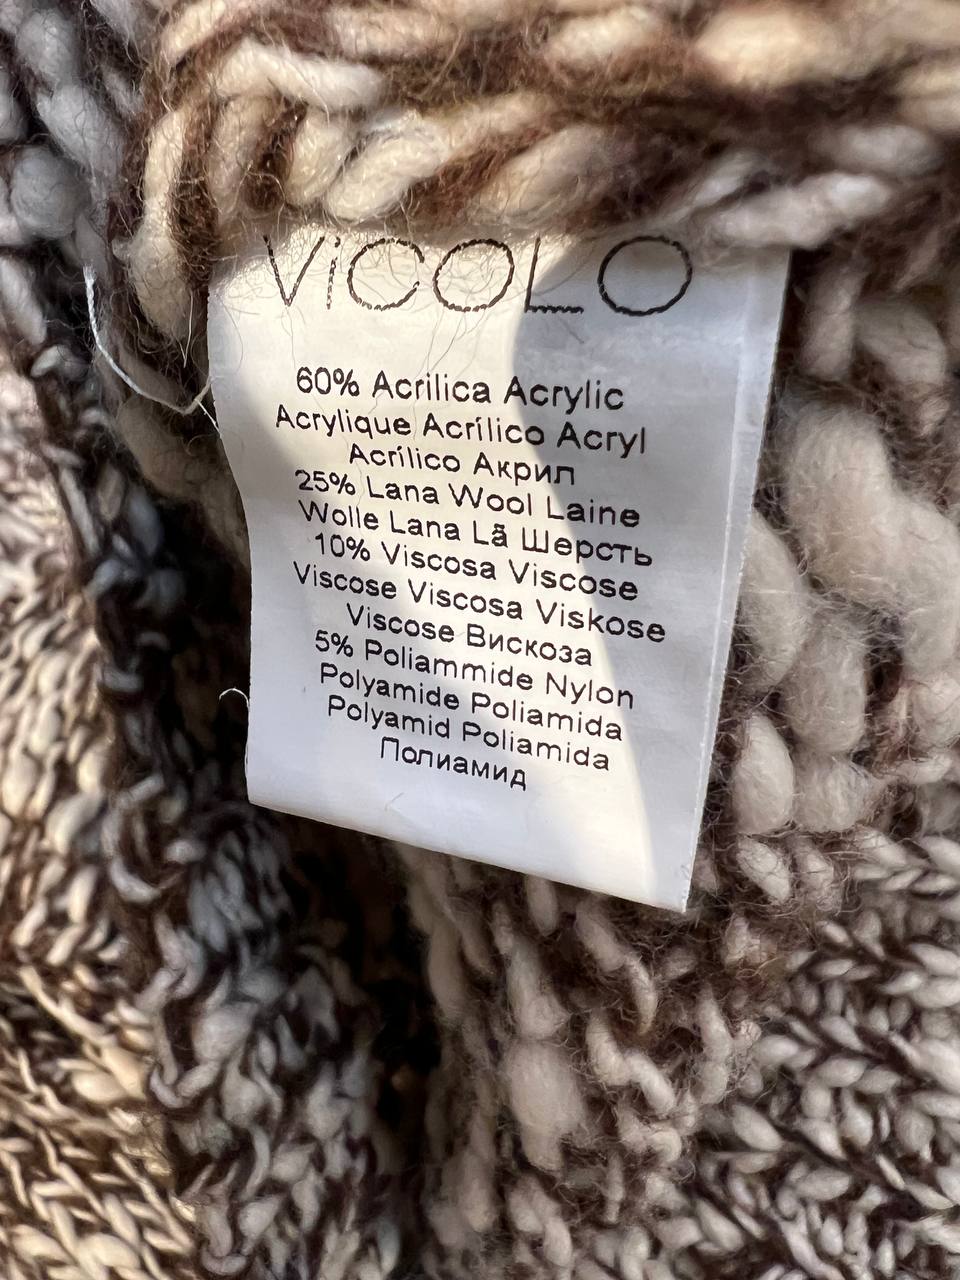 ViCOLO
60% Acrilica Acrylic
Acrylique Acrílico Acryl
Acrílico Акрил
25% Lana Wool Laine
Wolle Lana Lã Шерсть
10% Viscosa Viscose
Viscose Viscosa Viskose
Viscose Вискоза
5% Poliammide Nylon
Polyamide Poliamida
Polyamid Poliamida
Полиамид